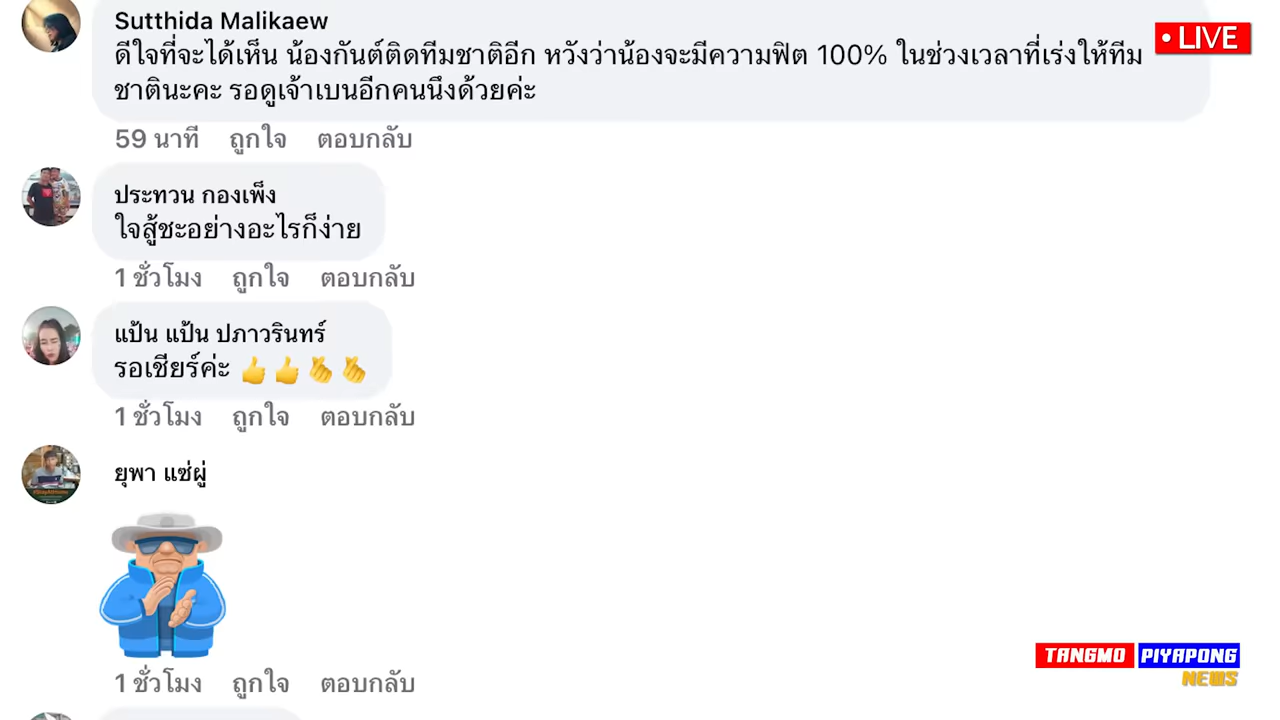 Sutthida Malikaew
ดีใจที่จะได้เห็น น้องกันต์ติดทีมชาติอีก หวังว่าน้องจะมีความฟิต 100% ในช่วงเวลาที่เร่งให้ทีม
ชาตินะคะ รอดูเจ้าเบนอีกคนนึงด้วยค่ะ
• LIVE
59 นาที ถูกใจ ตอบกลับ
ประทวน กองเพ็ง
ใจสู้ชะอย่างอะไรก็ง่าย
1 ชั่วโมง ถูกใจ ตอบกลับ
แป้น แป้น ปภาวรินทร์
รอเชียร์ค่ะ 👍👍🫰🫰
1 ชั่วโมง ถูกใจ ตอบกลับ
ยุพา แซ่ผู่
1 ชั่วโมง ถูกใจ ตอบกลับ
TANGMO PIYAPONG
NEWS